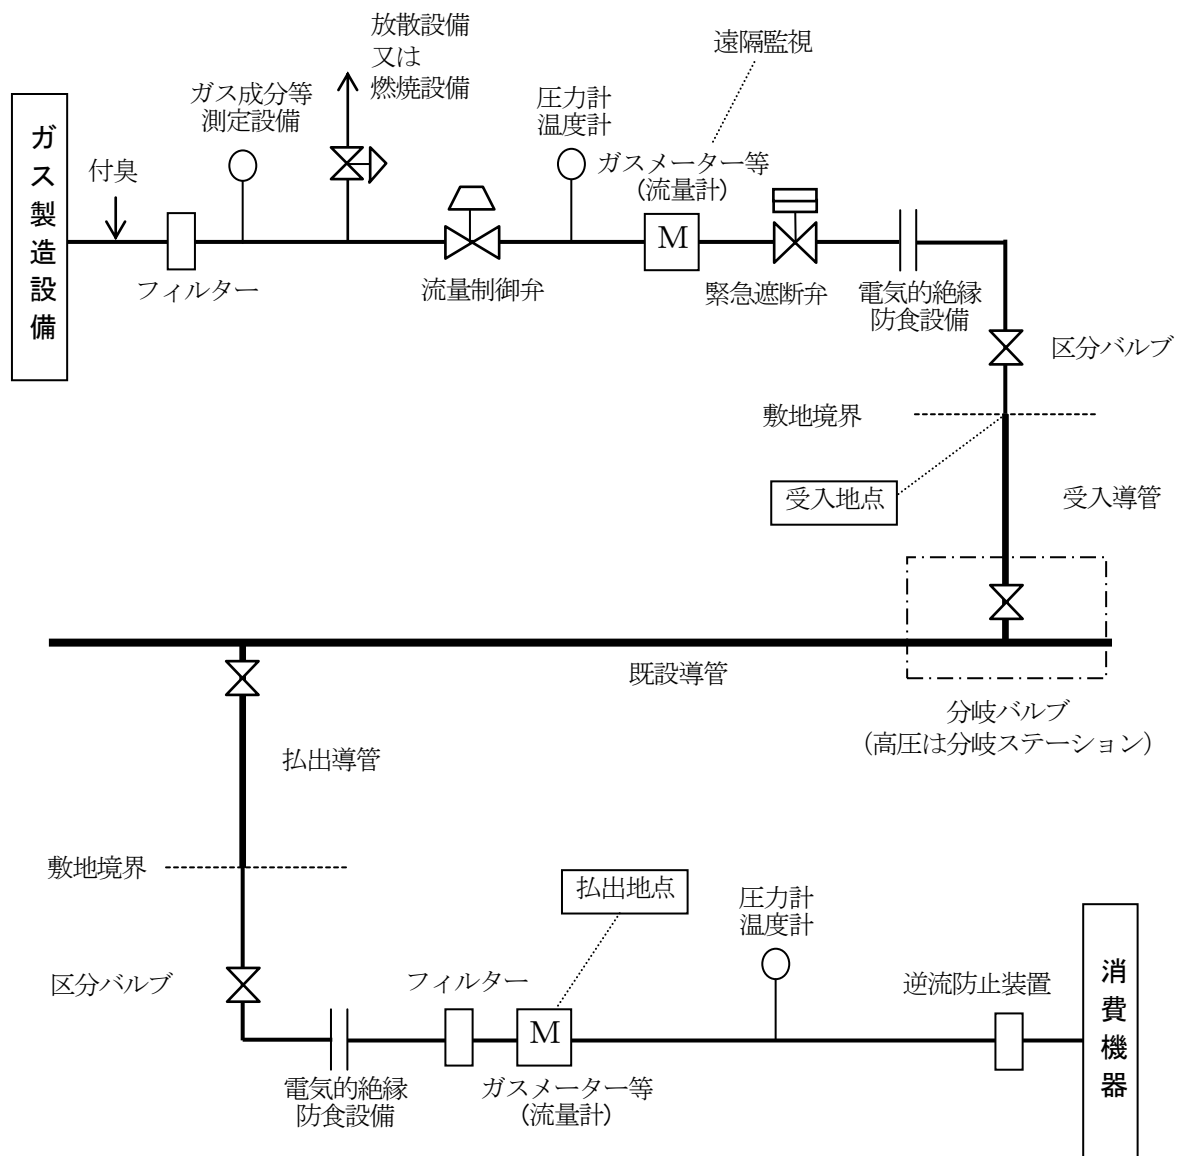 放散設備
又は
燃焼設備
遠隔監視
ガス成分等
測定設備
圧力計
温度計
ガス製造設備
付臭
ガスメーター等
(流量計)
M
フィルター
流量制御弁
緊急遮断弁
電気的絶縁
防食設備
区分バルブ
敷地境界
受入地点
受入導管
既設導管
分岐バルブ
（高圧は分岐ステーション）
払出導管
敷地境界
払出地点
圧力計
温度計
消費機器
区分バルブ
フィルター
逆流防止装置
M
電気的絶縁
防食設備
ガスメーター等
(流量計)